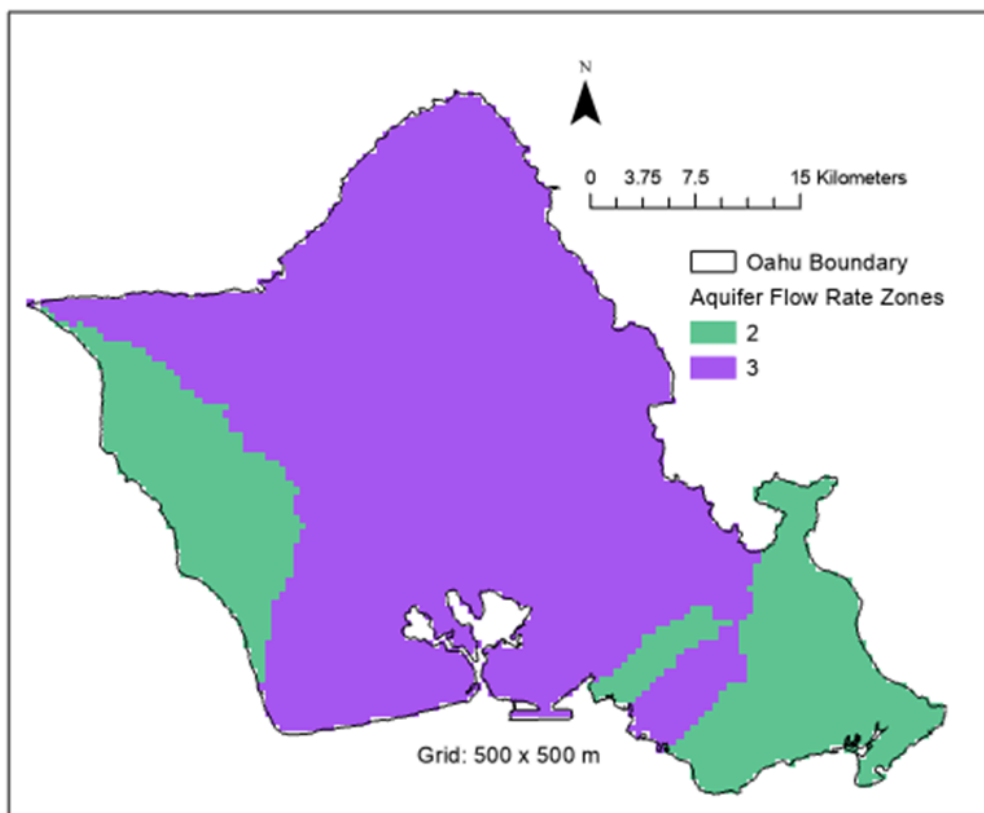 N
0 3.75 7.5 15 Kilometers
Oahu Boundary
Aquifer Flow Rate Zones
2
3
Grid: 500 x 500 m